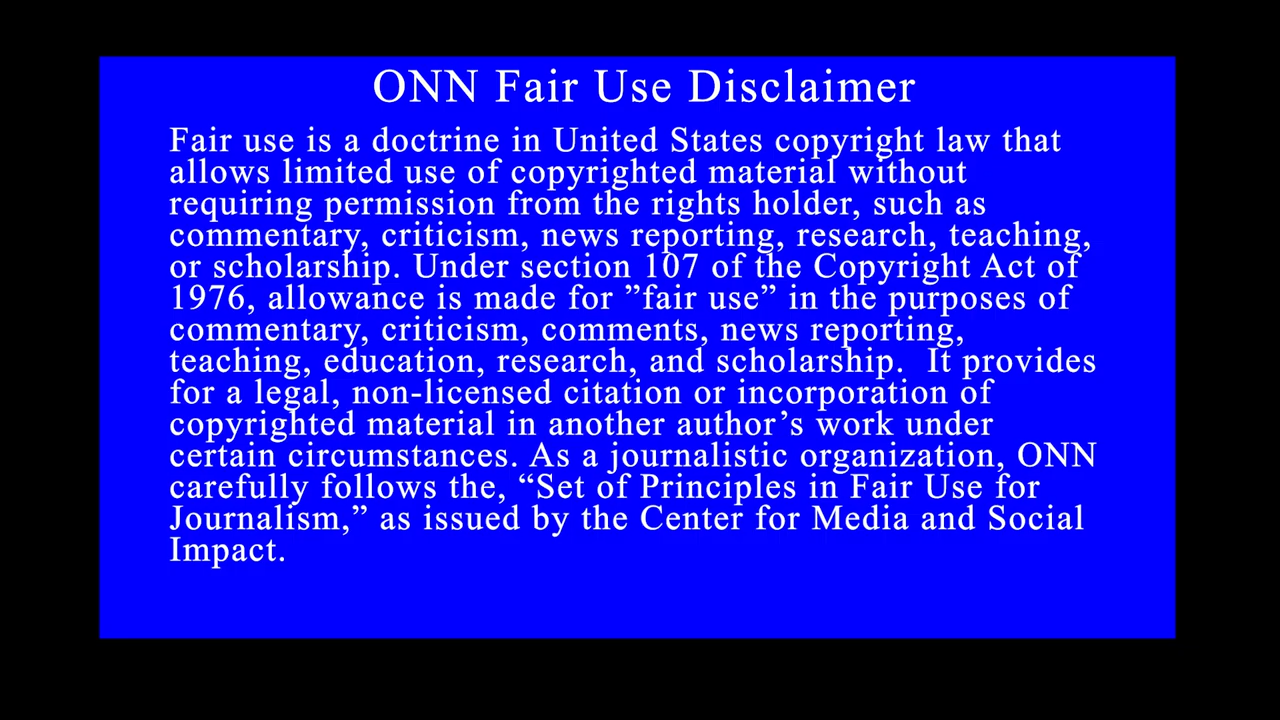 ONN Fair Use Disclaimer
Fair use is a doctrine in United States copyright law that
allows limited use of copyrighted material without
requiring permission from the rights holder, such as
commentary, criticism, news reporting, research, teaching,
or scholarship. Under section 107 of the Copyright Act of
1976, allowance is made for ”fair use” in the purposes of
commentary, criticism, comments, news reporting,
teaching, education, research, and scholarship.  It provides
for a legal, non-licensed citation or incorporation of
copyrighted material in another author’s work under
certain circumstances. As a journalistic organization, ONN
carefully follows the, “Set of Principles in Fair Use for
Journalism,” as issued by the Center for Media and Social
Impact.